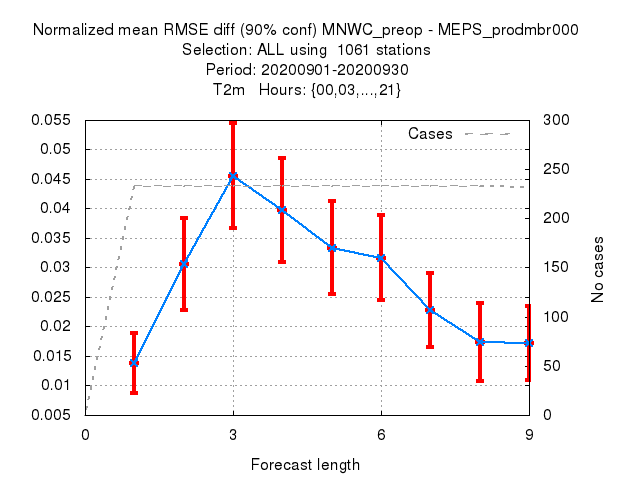 Normalized mean RMSE diff (90% conf) MNWC_preop - MEPS_prodmbr000
Selection: ALL using  1061 stations
Period: 20200901-20200930
T2m   Hours: {00,03,...,21}
Cases
0.055
0.05
0.045
0.04
0.035
0.03
0.025
0.02
0.015
0.01
0.005
300
250
200
150
100
50
0
No cases
0 3 6 9
Forecast length